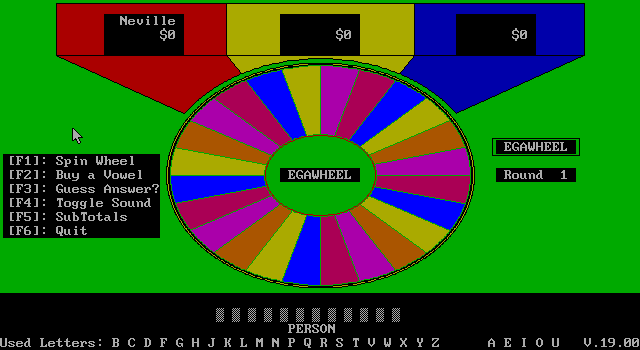 Neville
$0
$0
$0
[F1]: Spin Wheel
[F2]: Buy a Vowel
[F3]: Guess Answer?
[F4]: Toggle Sound
[F5]: SubTotals
[F6]: Quit
EGAWHEEL
EGAWHEEL
Round 1
PERSON
Used Letters: B C D F G H J K L M N P Q R S T V W X Y Z A E I O U V.19.00